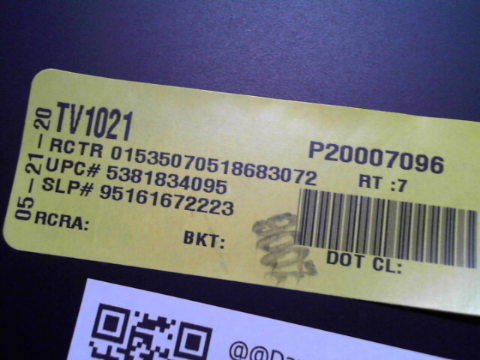 05-21-20
TV1021
P20007096
RCTR 01535070518683072
RT :7
UPC# 5381834095
SLP# 95161672223
RCRA:
BKT:
DOT CL: